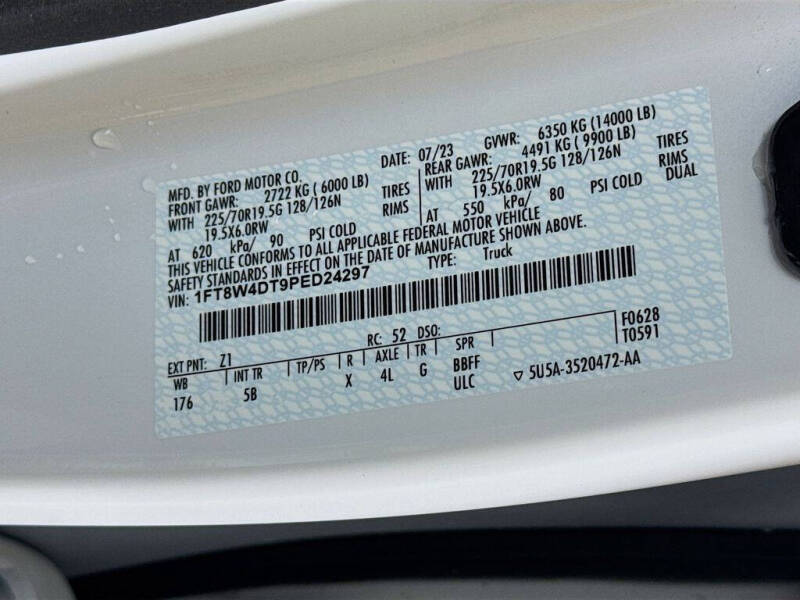 MFD. BY FORD MOTOR CO.
DATE: 07/23 GVWR: 6350 KG (14000 LB)
FRONT GAWR: 2722 KG ( 6000 LB)
REAR GAWR: 4491 KG ( 9900 LB)
WITH 225/70R19.5G 128/126N TIRES
WITH 225/70R19.5G 128/126N TIRES
19.5X6.0RW RIMS
19.5X6.0RW RIMS
AT 620 kPa/ 90 PSI COLD
AT 550 kPa/ 80 PSI COLD DUAL
THIS VEHICLE CONFORMS TO ALL APPLICABLE FEDERAL MOTOR VEHICLE
SAFETY STANDARDS IN EFFECT ON THE DATE OF MANUFACTURE SHOWN ABOVE.
VIN: 1FT8W4DT9PED24297 TYPE: Truck
F0628
T0591
EXT PNT: Z1 RC: 52 DSO:
WB INT TR TP/PS R AXLE TR SPR
176 5B X 4L G BBFF
ULC ▽ 5U5A-3520472-AA